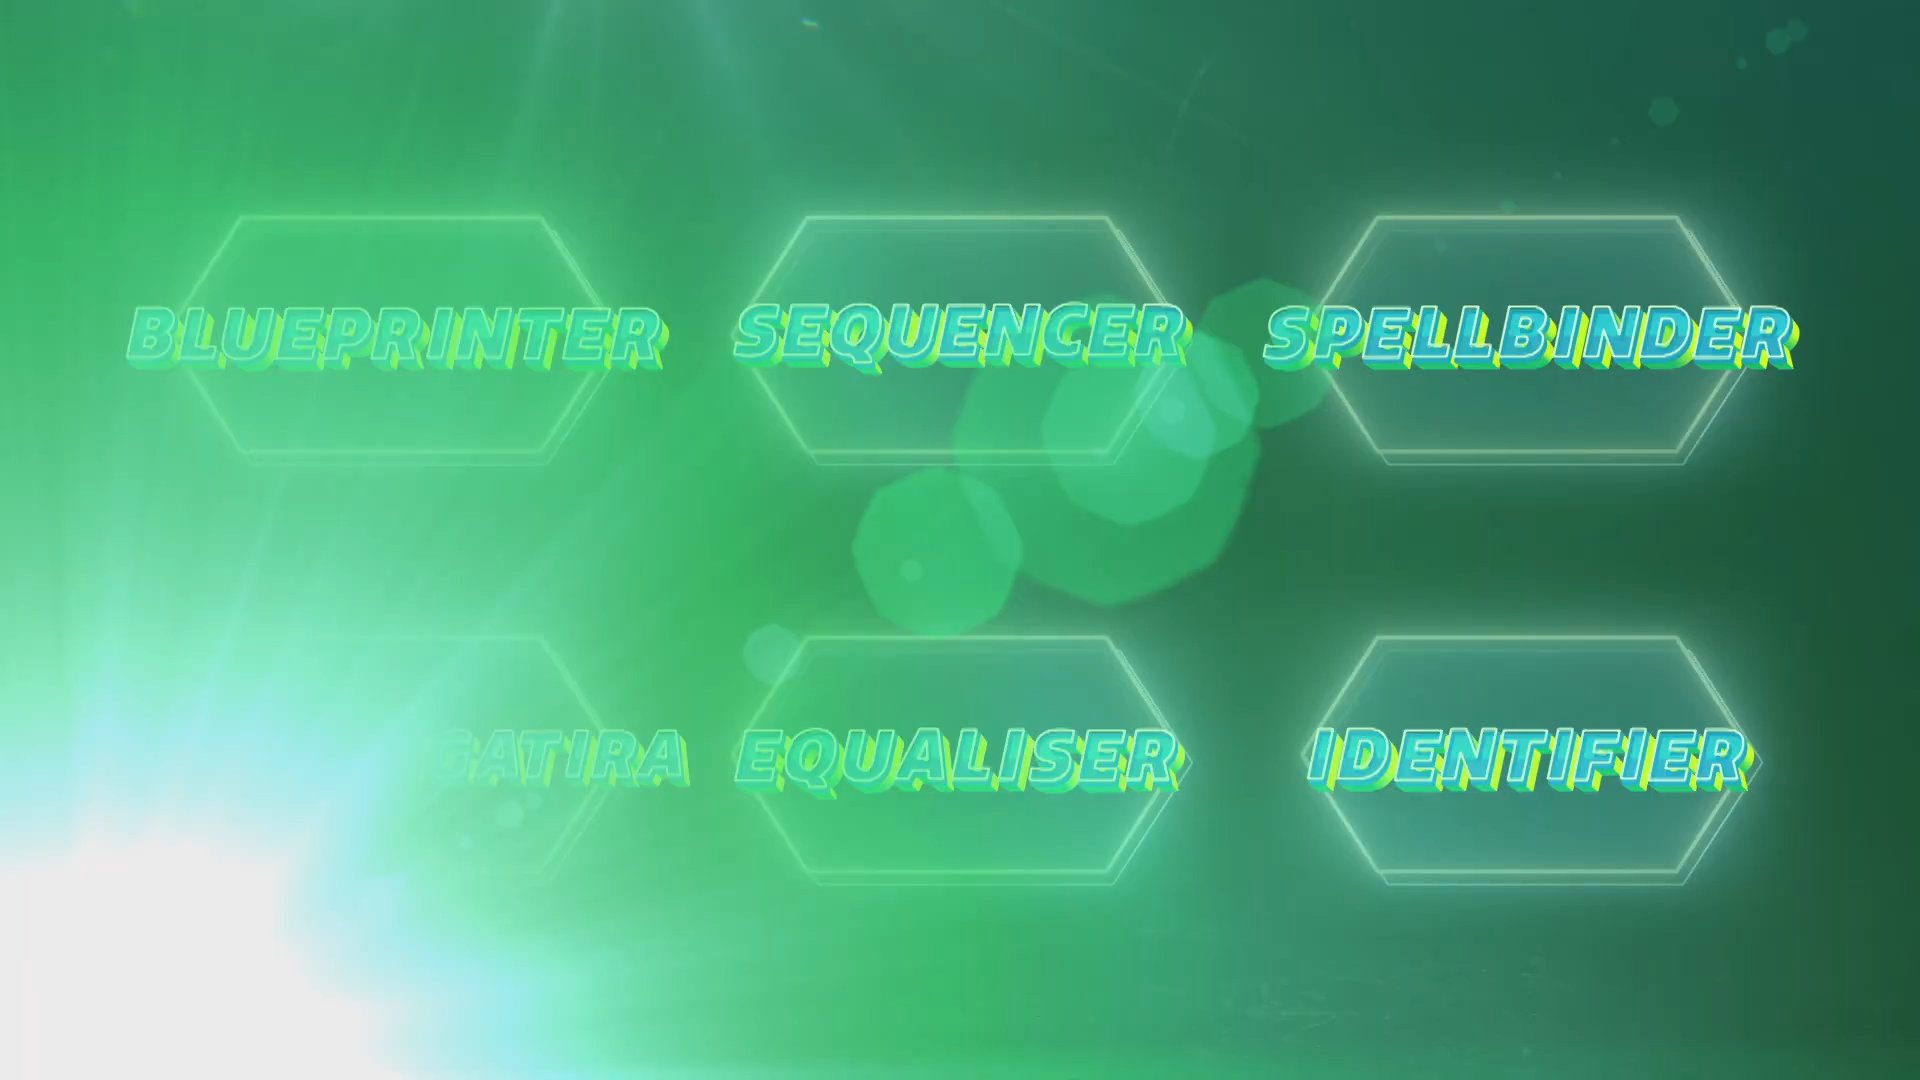 BLUEPRINTER
SEQUENCER
SPELLBINDER
GATIRA
EQUALISER
IDENTIFIER